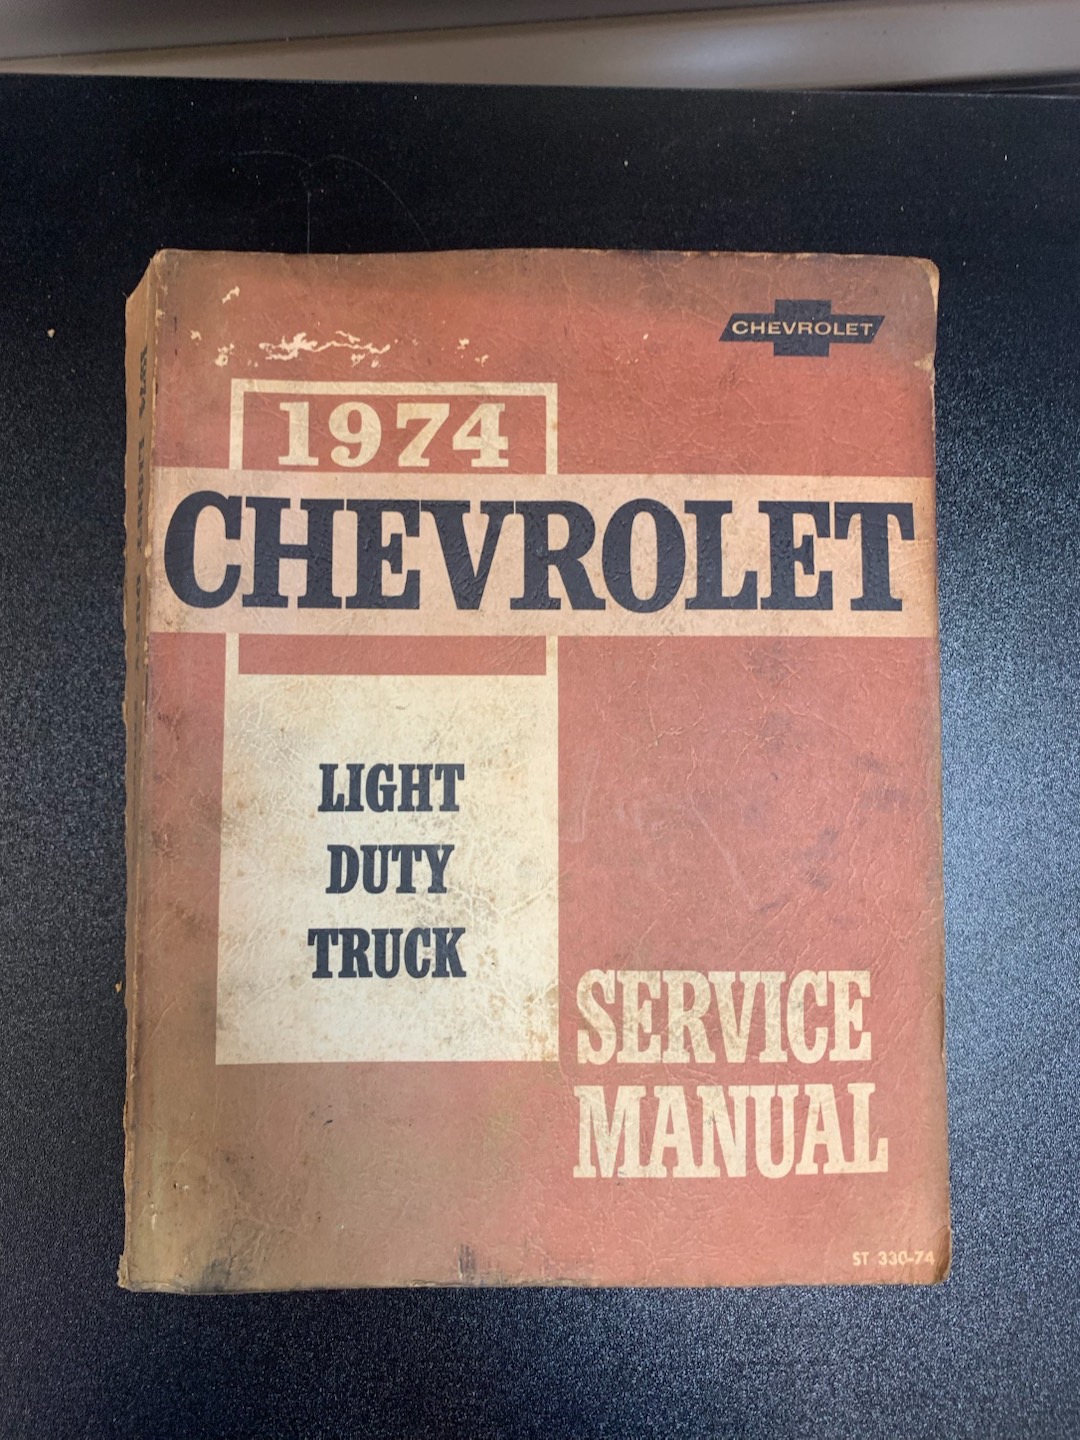 CHEVROLET
1974
CHEVROLET
LIGHT
DUTY
TRUCK
SERVICE
MANUAL
ST 330-74